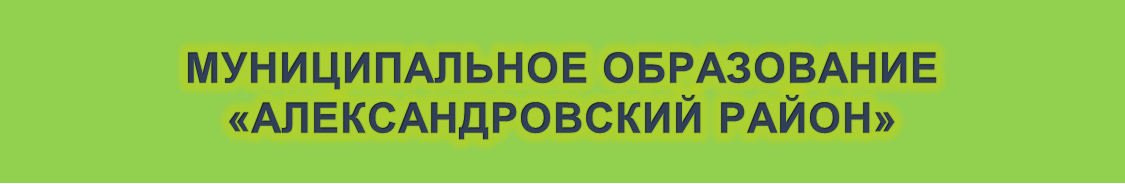 МУНИЦИПАЛЬНОЕ ОБРАЗОВАНИЕ
«АЛЕКСАНДРОВСКИЙ РАЙОН»